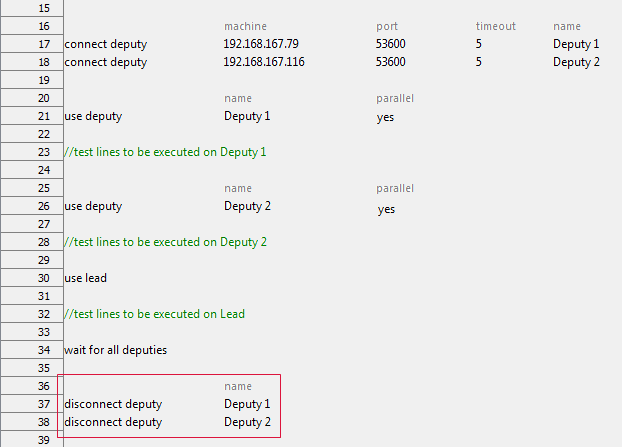 15
16 machine port timeout name
17 connect deputy 192.168.167.79 53600 5 Deputy 1
18 connect deputy 192.168.167.116 53600 5 Deputy 2
19
20 name parallel
21 use deputy Deputy 1 yes
22
23 //test lines to be executed on Deputy 1
24
25 name parallel
26 use deputy Deputy 2 yes
27
28 //test lines to be executed on Deputy 2
29
30 use lead
31
32 //test lines to be executed on Lead
33
34 wait for all deputies
35
36 name
37 disconnect deputy Deputy 1
38 disconnect deputy Deputy 2
39